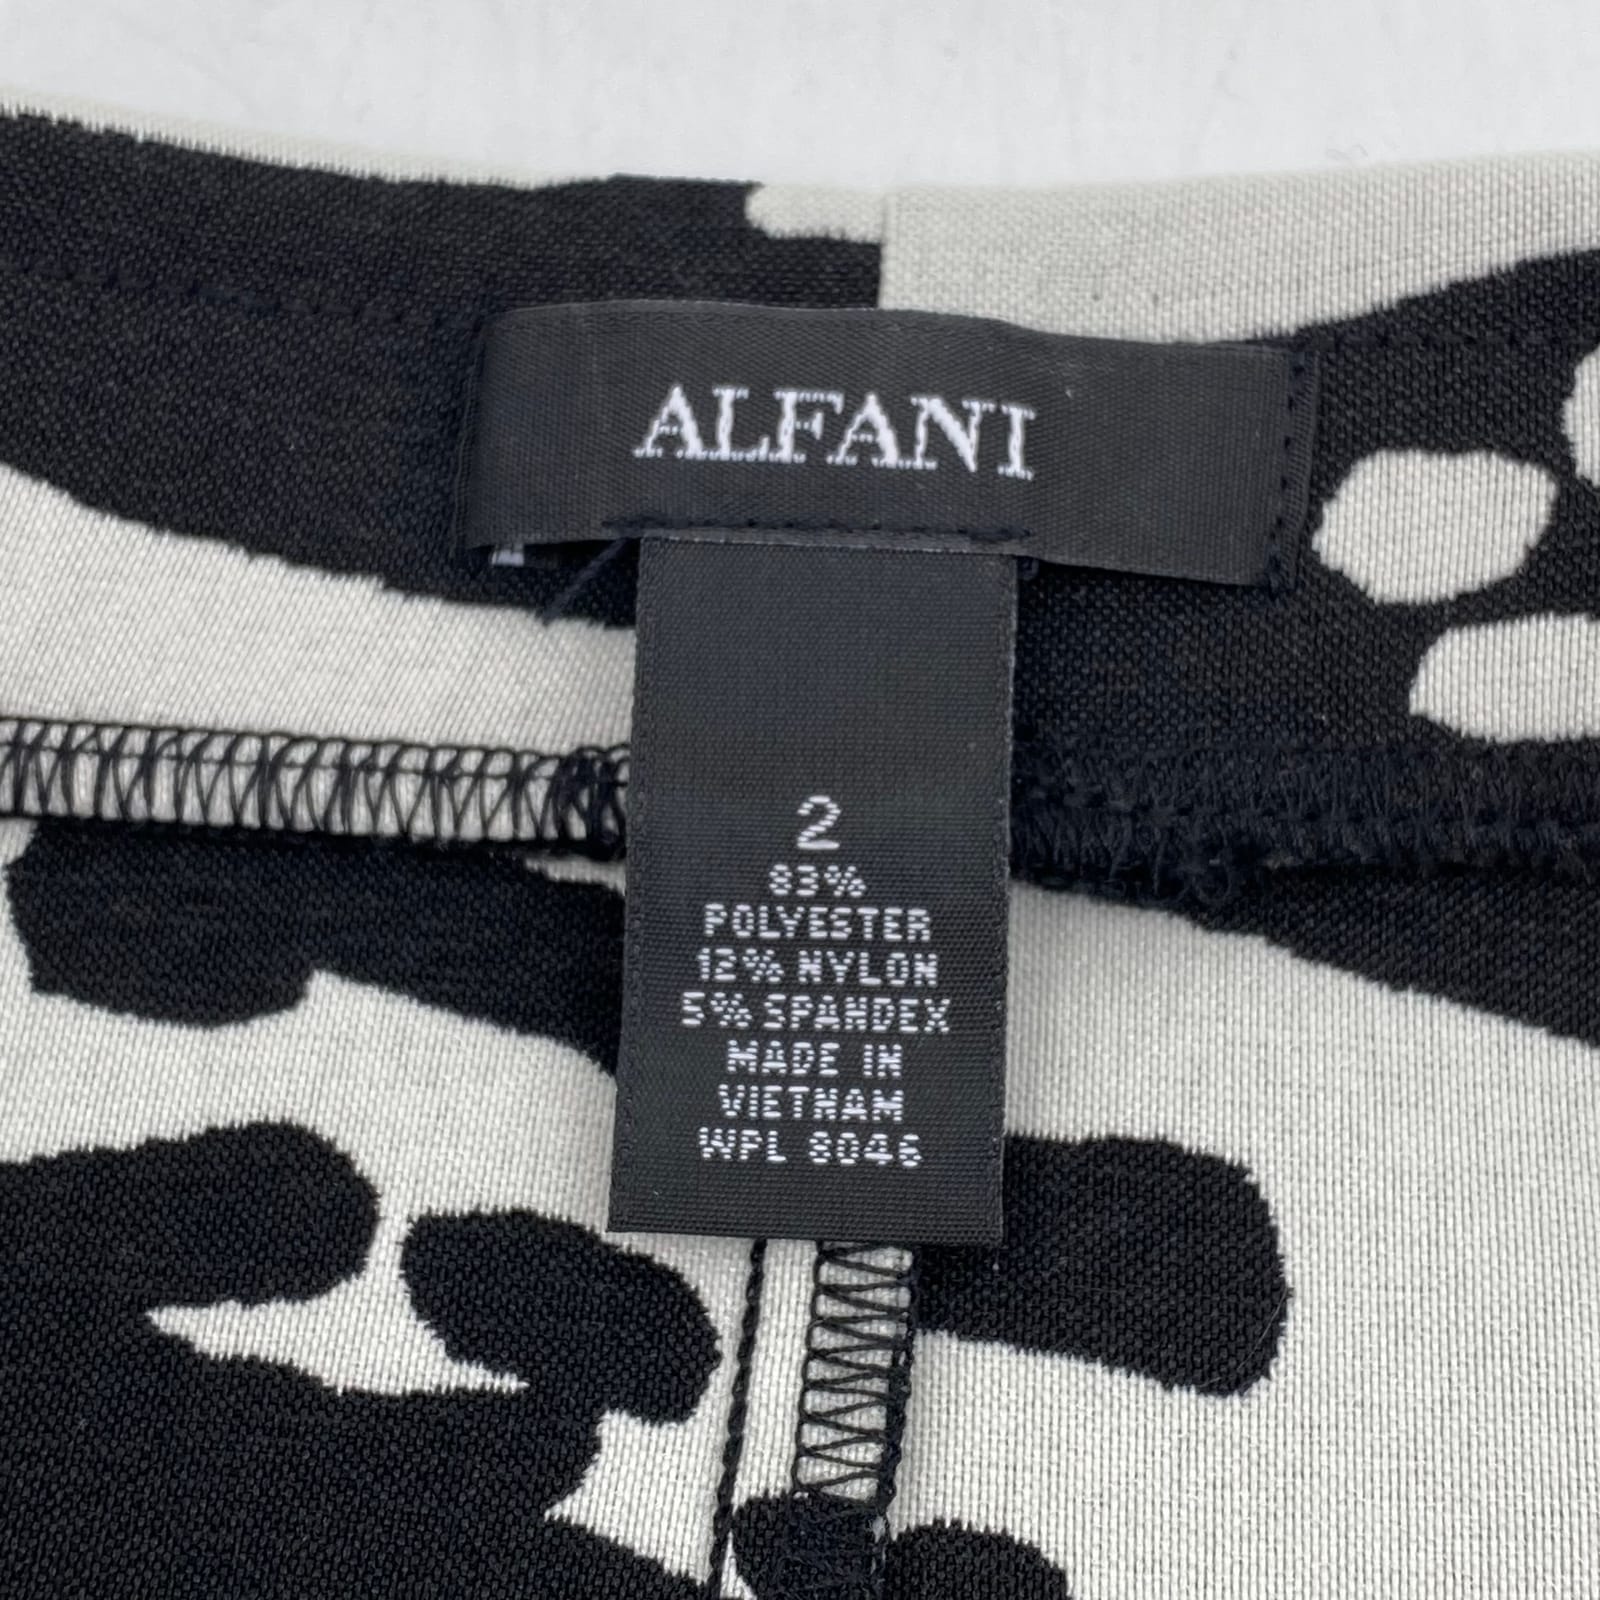 ALFANI
2
83%
POLYESTER
12% NYLON
5% SPANDEX
MADE IN
VIETNAM
WPL 8046